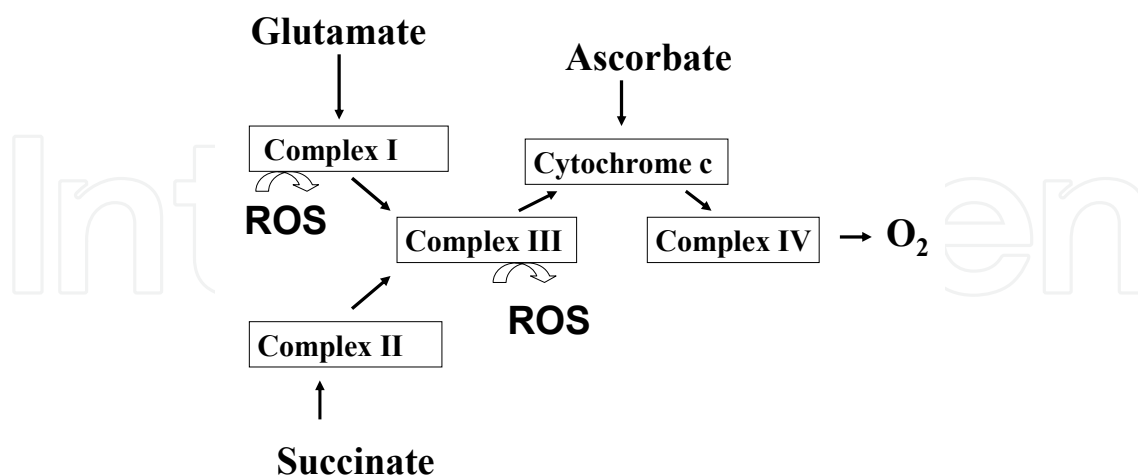 Glutamate
Ascorbate
Complex I
Cytochrome c
ROS
Complex III
Complex IV
O₂
ROS
Complex II
Succinate